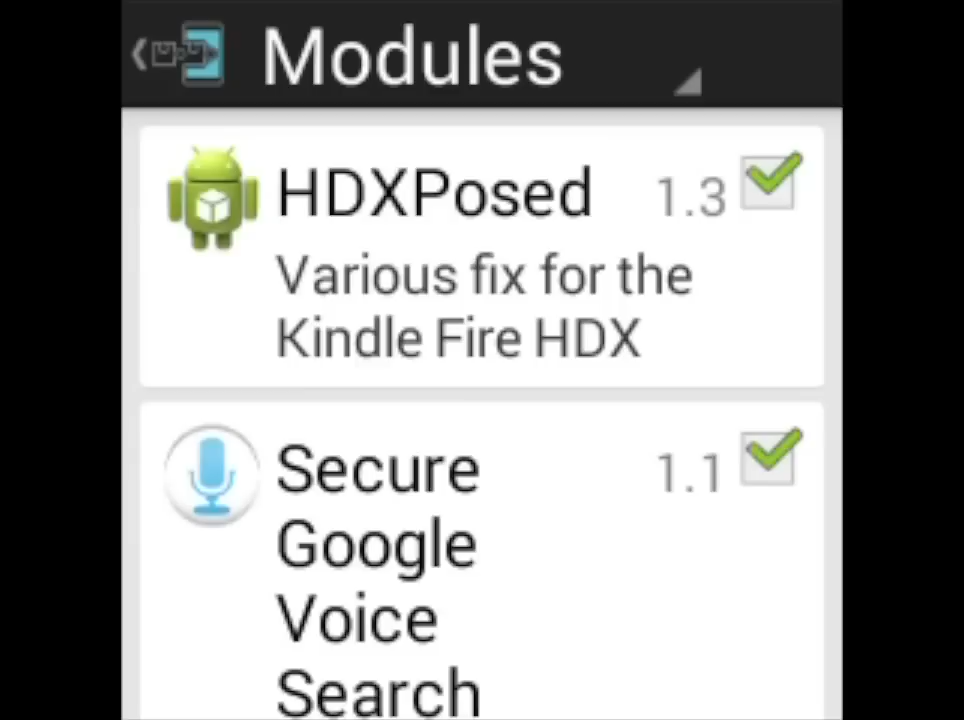 Modules
HDXPosed 1.3
Various fix for the
Kindle Fire HDX
Secure 1.1
Google
Voice
Search